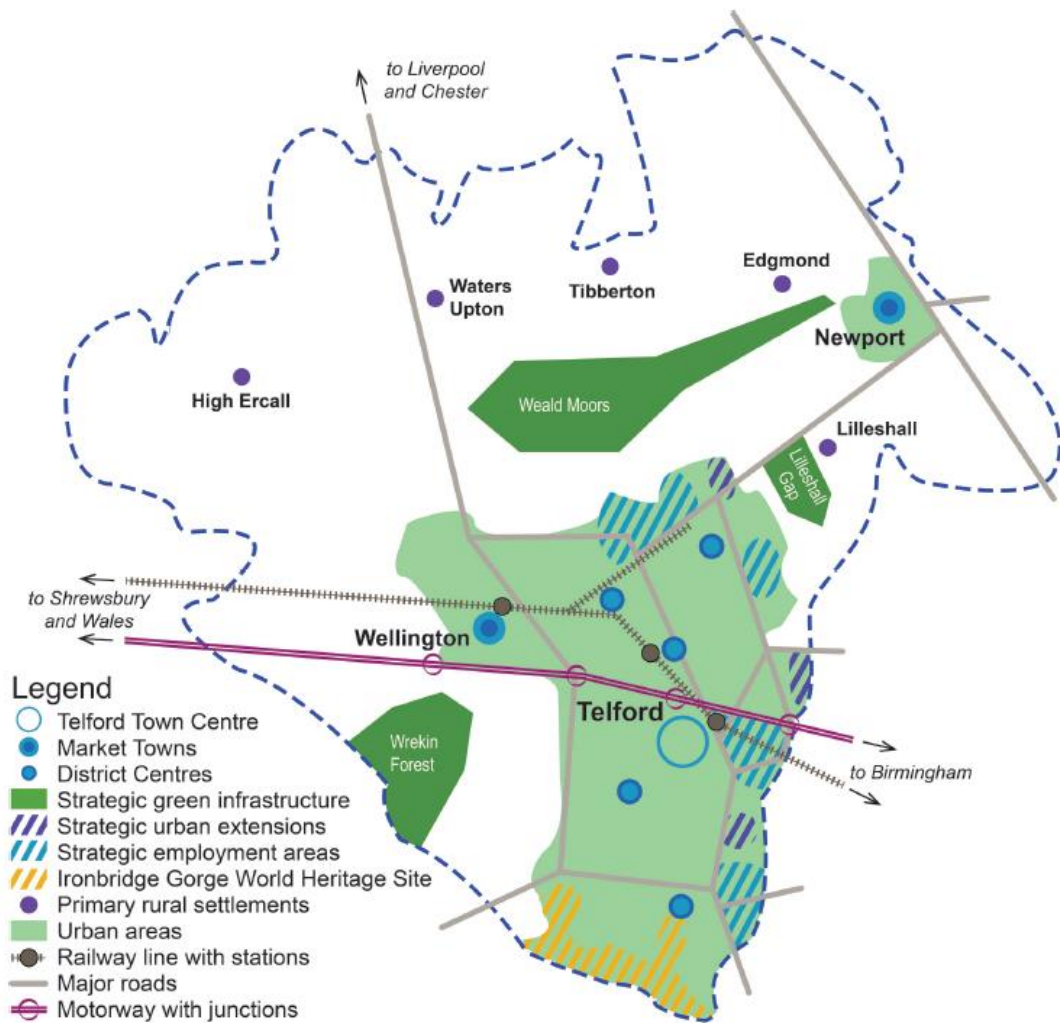 to Liverpool
and Chester
Waters
Upton
Tibberton
Edgmond
Newport
High Ercall
Weald Moors
Lilleshall
Lilleshall
Gap
to Shrewsbury
and Wales
Wellington
Telford
Wrekin
Forest
to Birmingham
Legend
Telford Town Centre
Market Towns
District Centres
Strategic green infrastructure
Strategic urban extensions
Strategic employment areas
Ironbridge Gorge World Heritage Site
Primary rural settlements
Urban areas
Railway line with stations
Major roads
Motorway with junctions